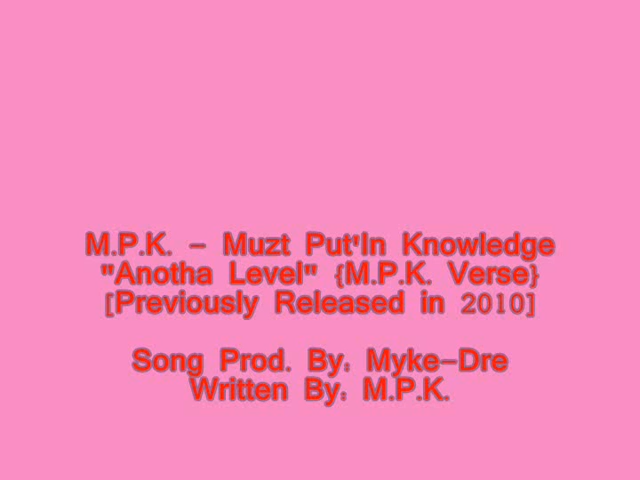 M.P.K. - Muzt Put'In Knowledge
"Anotha Level" {M.P.K. Verse}
[Previously Released in 2010]
Song Prod. By: Myke-Dre
Written By: M.P.K.